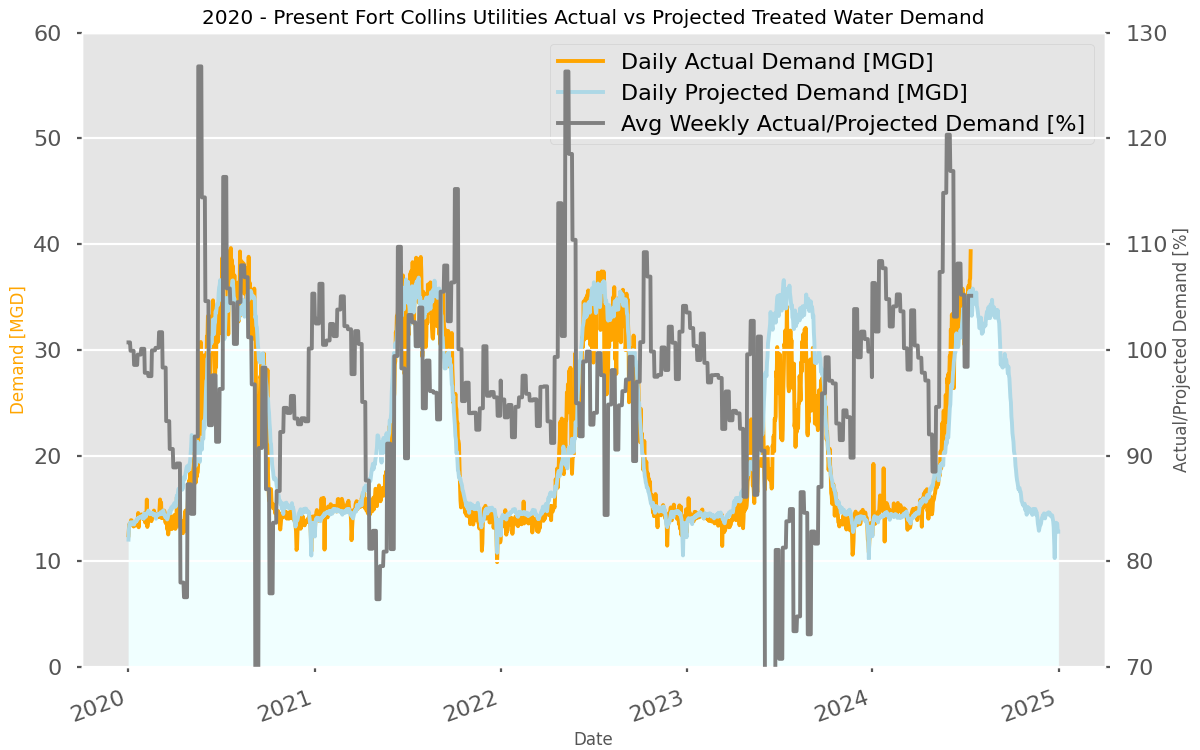 2020 - Present Fort Collins Utilities Actual vs Projected Treated Water Demand
Daily Actual Demand [MGD]
Daily Projected Demand [MGD]
Avg Weekly Actual/Projected Demand [%]
Demand [MGD]
60
50
40
30
20
10
0
130
120
110
100
90
80
70
Actual/Projected Demand [%]
2020
2021
2022
2023
2024
2025
Date